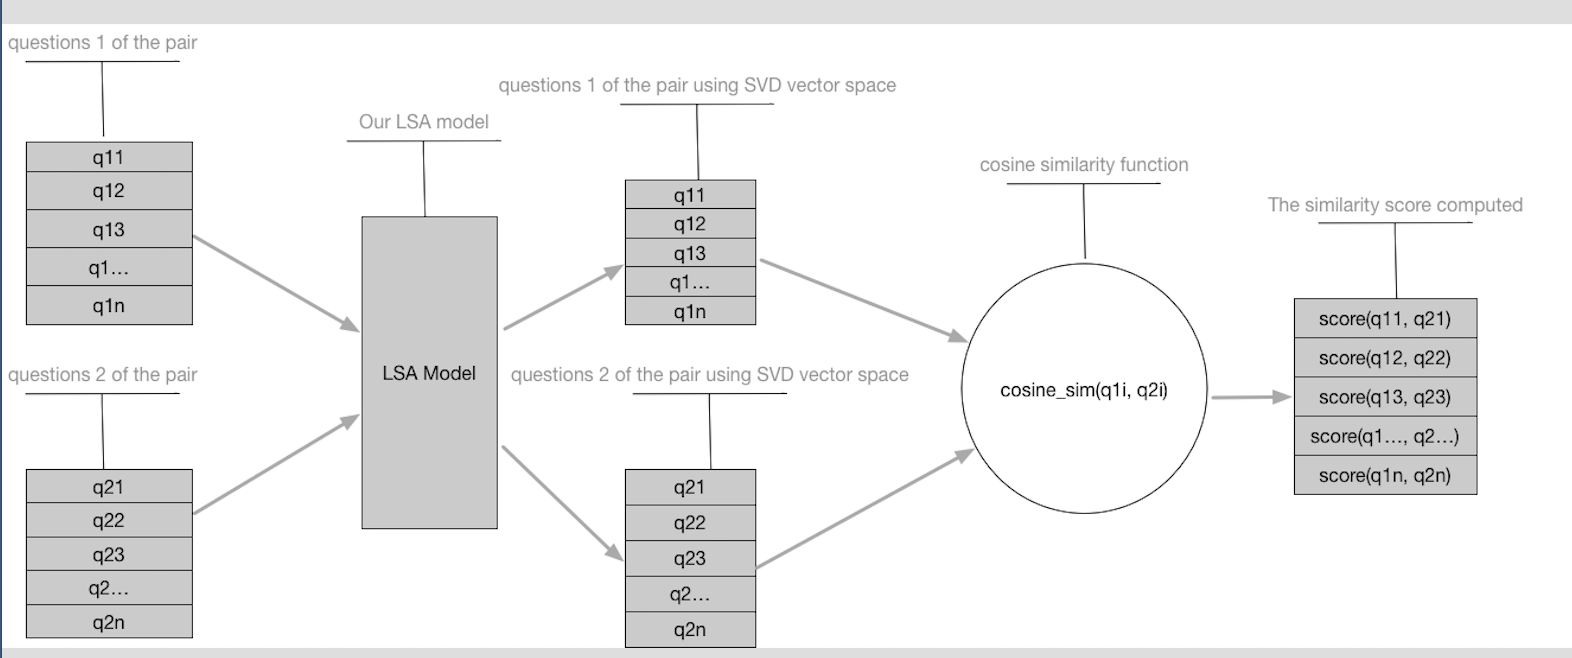 questions 1 of the pair
q11
q12
q13
q1...
q1n
questions 2 of the pair
q21
q22
q23
q2...
q2n
Our LSA model
LSA Model
questions 1 of the pair using SVD vector space
q11
q12
q13
q1...
q1n
questions 2 of the pair using SVD vector space
q21
q22
q23
q2...
q2n
cosine similarity function
cosine_sim(q1i, q2i)
The similarity score computed
score(q11, q21)
score(q12, q22)
score(q13, q23)
score(q1..., q2...)
score(q1n, q2n)